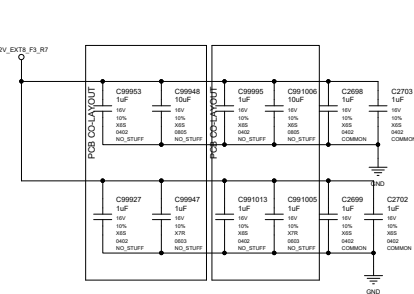 2V_EXT8_F3_R7
PCB CO-LAYOUT
C99953
1uF
16V
10%
X6S
0402
NO_STUFF
C99948
10uF
16V
10%
X6S
0805
NO_STUFF
PCB CO-LAYOUT
C99995
1uF
16V
10%
X6S
0402
NO_STUFF
C991006
10uF
16V
10%
X6S
0805
NO_STUFF
C2698
1uF
16V
10%
X6S
0402
COMMON
C2703
1uF
16V
10%
X6S
0402
COMMON
GND
C99927
1uF
16V
10%
X6S
0402
NO_STUFF
C99947
1uF
16V
10%
X7R
0603
NO_STUFF
C991013
1uF
16V
10%
X6S
0402
NO_STUFF
C991005
1uF
16V
10%
X7R
0603
NO_STUFF
C2699
1uF
16V
10%
X6S
0402
COMMON
C2702
1uF
16V
10%
X6S
0402
COMMON
GND